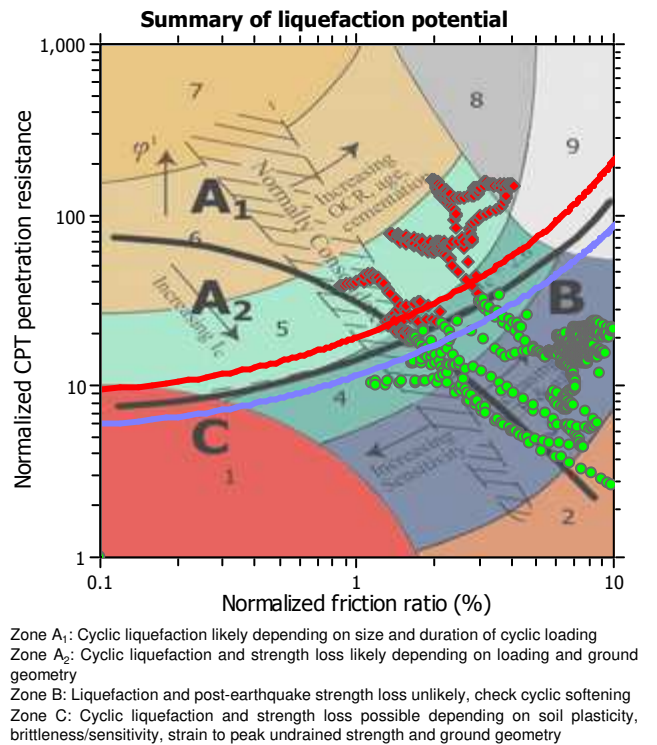 Summary of liquefaction potential
1,000
7
8
φ'
9
Increasing
OCR, age,
cementation
A1
Normally
100
6
A2
B
Increasing Ic
5
10
4
C
Increasing
Sensitivity
1
2
1
0.1
1
10
Normalized CPT penetration resistance
Normalized friction ratio (%)
Zone A1: Cyclic liquefaction likely depending on size and duration of cyclic loading
Zone A2: Cyclic liquefaction and strength loss likely depending on loading and ground
geometry
Zone B: Liquefaction and post-earthquake strength loss unlikely, check cyclic softening
Zone C: Cyclic liquefaction and strength loss possible depending on soil plasticity,
brittleness/sensitivity, strain to peak undrained strength and ground geometry